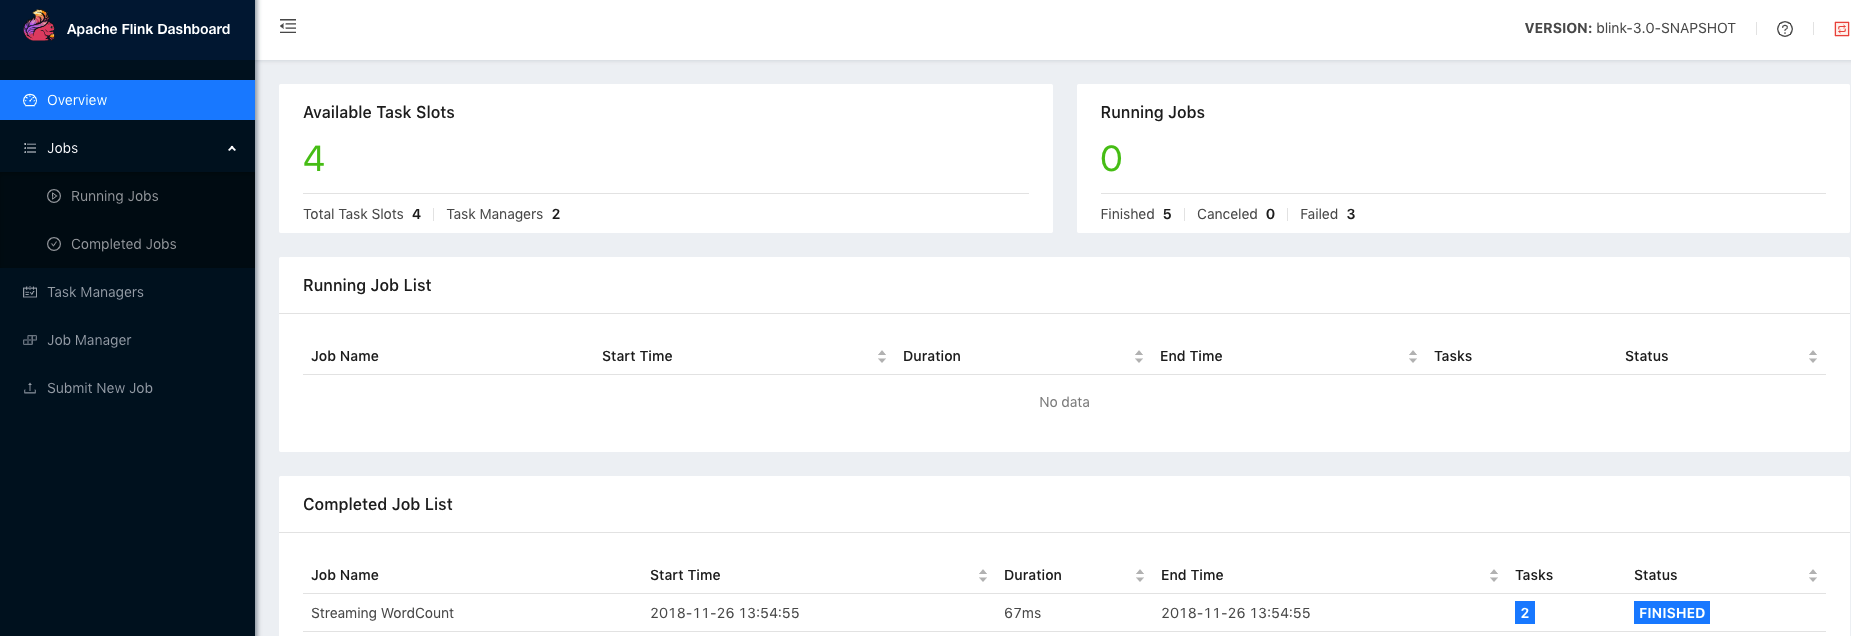 Apache Flink Dashboard
VERSION: blink-3.0-SNAPSHOT
Overview
Jobs
Running Jobs
Completed Jobs
Task Managers
Job Manager
Submit New Job
Available Task Slots
4
Total Task Slots 4 Task Managers 2
Running Jobs
0
Finished 5 Canceled 0 Failed 3
Running Job List
Job Name Start Time Duration End Time Tasks Status
No data
Completed Job List
Job Name Start Time Duration End Time Tasks Status
Streaming WordCount 2018-11-26 13:54:55 67ms 2018-11-26 13:54:55 2 FINISHED